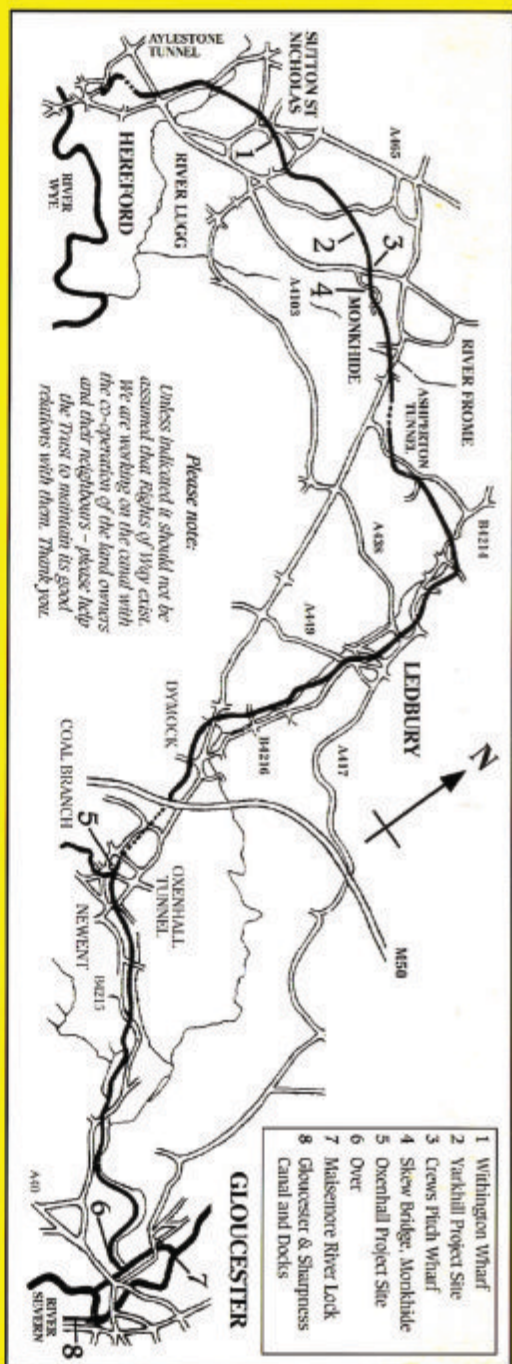 AYLESTONE
TUNNEL
SUTTON ST
NICHOLAS
A465
1
2
3
4
HEREFORD
RIVER LUGG
RIVER
WYE
A4103
MONKHIDE
RIVER FROME
ASHPERTON
TUNNEL
B4214
A438
A449
LEDBURY
A417
N
DYMOCK
B4216
M50
COAL BRANCH
5
OXENHALL
TUNNEL
NEWENT
B4215
A40
6
7
GLOUCESTER
RIVER
SEVERN
8
Please note:
Unless indicated it should not be
assumed that Rights of Way exist.
We are working on the canal with
the co-operation of the land owners
and their neighbours - please help
the Trust to maintain its good
relations with them. Thank you.
1 Withington Wharf
2 Yarkhill Project Site
3 Crews Pitch Wharf
4 Skew Bridge, Monkhide
5 Oxenhall Project Site
6 Over
7 Maisemore River Lock
8 Gloucester & Sharpness
Canal and Docks